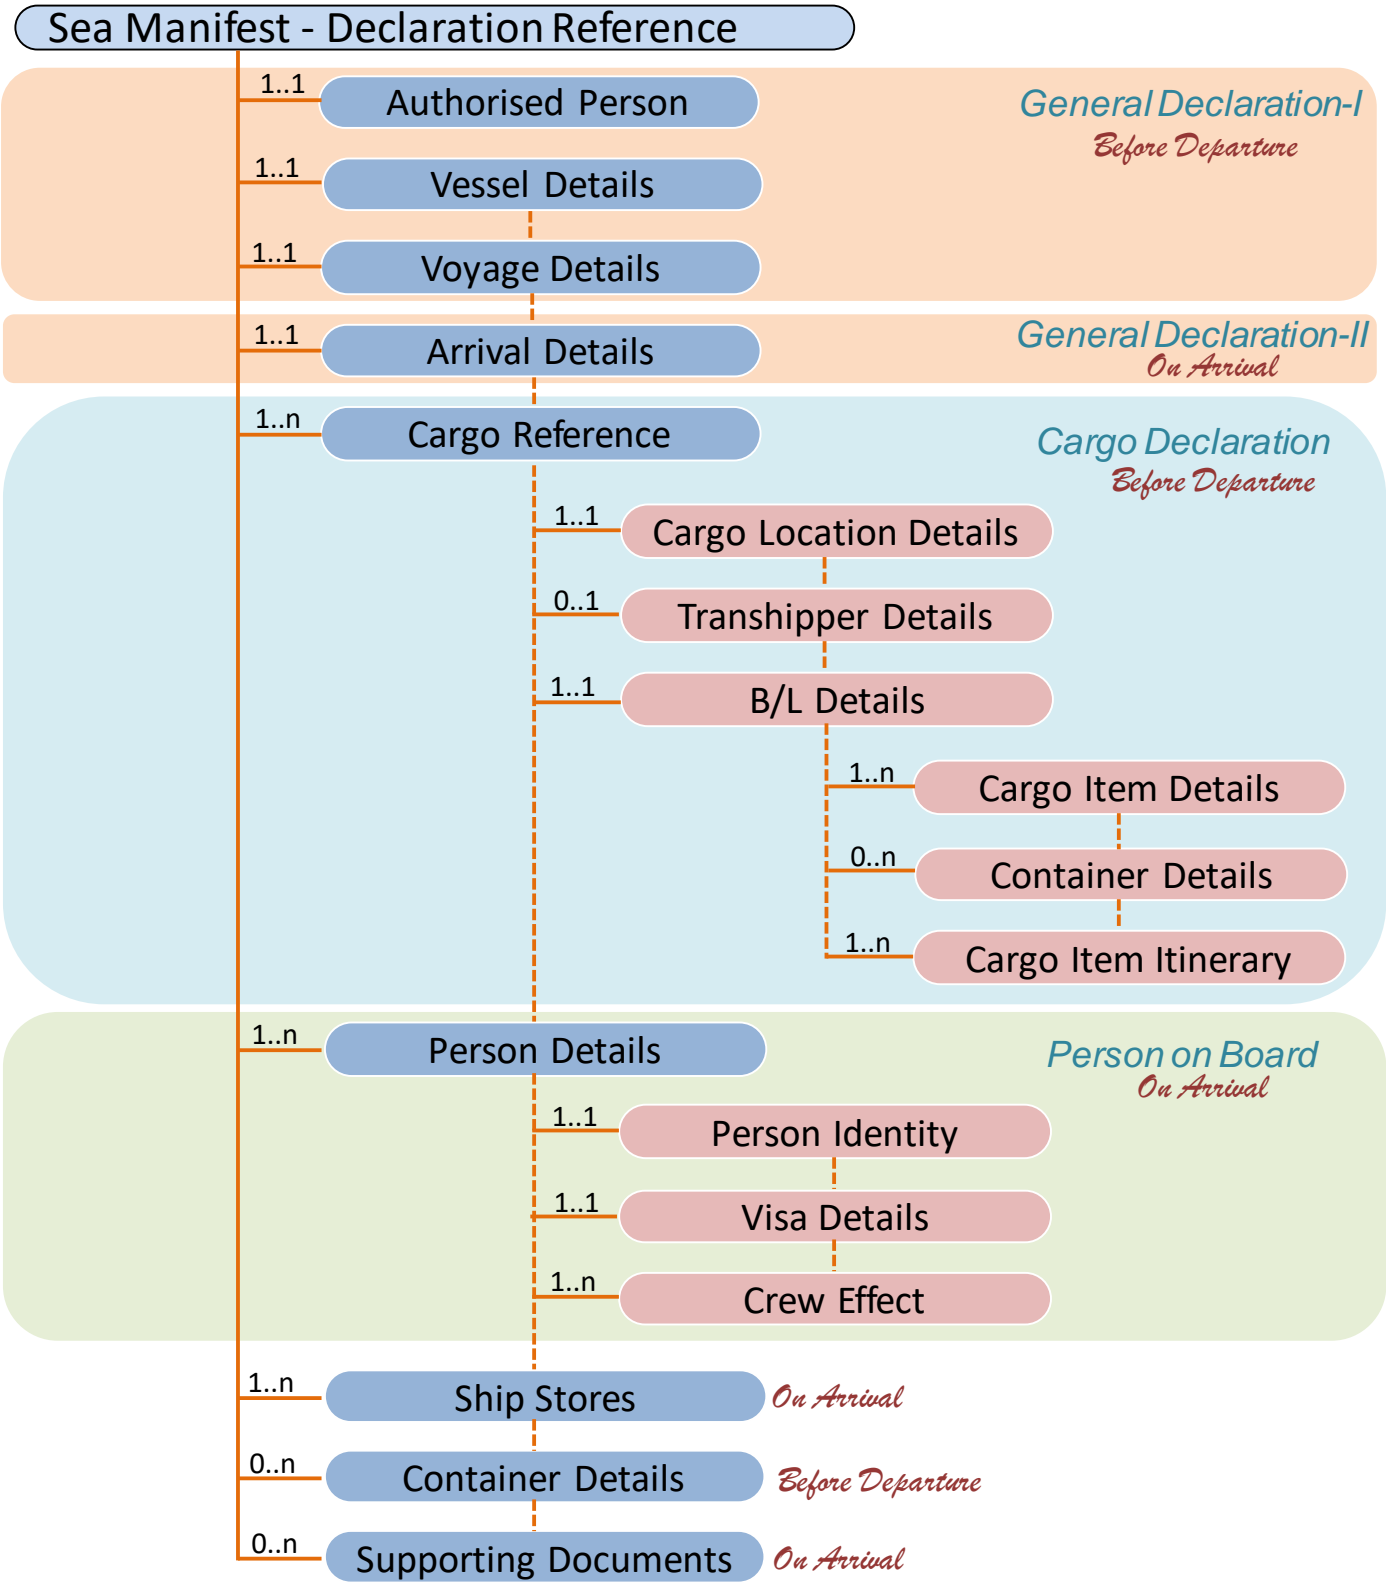 Sea Manifest - Declaration Reference
1..1
Authorised Person
General Declaration-I
Before Departure
1..1
Vessel Details
1..1
Voyage Details
1..1
Arrival Details
General Declaration-II
On Arrival
1..n
Cargo Reference
Cargo Declaration
Before Departure
1..1
Cargo Location Details
0..1
Transhipper Details
1..1
B/L Details
1..n
Cargo Item Details
0..n
Container Details
1..n
Cargo Item Itinerary
1..n
Person Details
Person on Board
On Arrival
1..1
Person Identity
1..1
Visa Details
1..n
Crew Effect
1..n
Ship Stores
On Arrival
0..n
Container Details
Before Departure
0..n
Supporting Documents
On Arrival